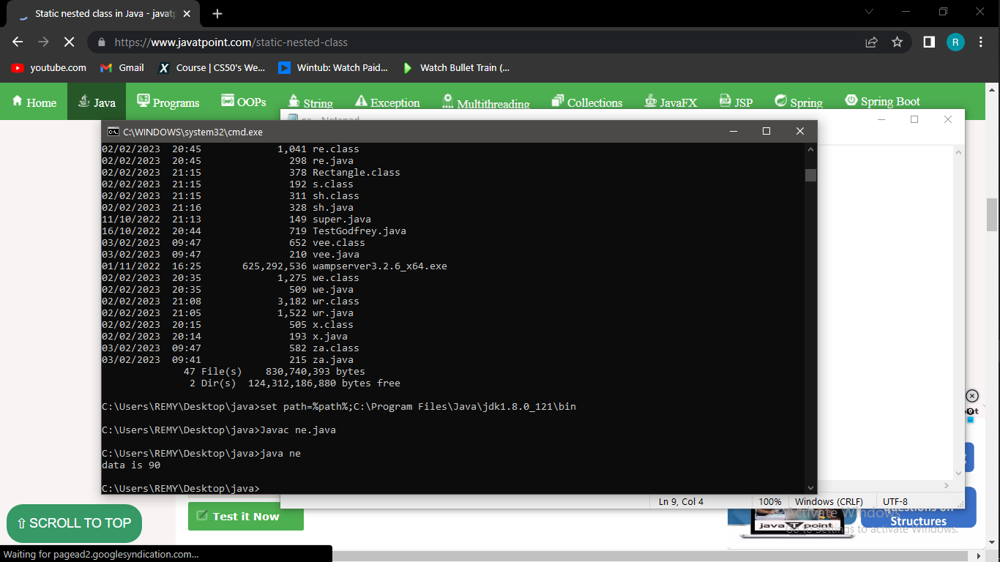 Static nested class in Java - javatp
https://www.javatpoint.com/static-nested-class
R
youtube.com Gmail Course | CS50's We... Wintub: Watch Paid... Watch Bullet Train (...
Home Java Programs OOPs String Exception Multithreading Collections JavaFX JSP Spring Spring Boot
ne - Notepad
C:\WINDOWS\system32\cmd.exe
02/02/2023 20:45 1,041 re.class
02/02/2023 20:45 298 re.java
02/02/2023 21:15 378 Rectangle.class
02/02/2023 21:15 192 s.class
02/02/2023 21:15 311 sh.class
02/02/2023 21:16 328 sh.java
11/10/2022 21:13 149 super.java
16/10/2022 20:44 719 TestGodfrey.java
03/02/2023 09:47 652 vee.class
03/02/2023 09:47 210 vee.java
01/11/2022 16:25 625,292,536 wampserver3.2.6_x64.exe
02/02/2023 20:35 1,275 we.class
02/02/2023 20:35 509 we.java
02/02/2023 21:08 3,182 wr.class
02/02/2023 21:05 1,522 wr.java
02/02/2023 20:15 505 x.class
02/02/2023 20:14 193 x.java
03/02/2023 09:47 582 za.class
03/02/2023 09:41 215 za.java
47 File(s) 830,740,393 bytes
2 Dir(s) 124,312,186,880 bytes free
C:\Users\REMY\Desktop\java>set path=%path%;C:\Program Files\Java\jdk1.8.0_121\bin
C:\Users\REMY\Desktop\java>Javac ne.java
C:\Users\REMY\Desktop\java>java ne
data is 90
C:\Users\REMY\Desktop\java>
Ln 9, Col 4 100% Windows (CRLF) UTF-8
⇧ SCROLL TO TOP
Test it Now
Questions on
Structures
java point
Activate Windows
Go to Settings to activate Windows.
Waiting for pagead2.googlesyndication.com...